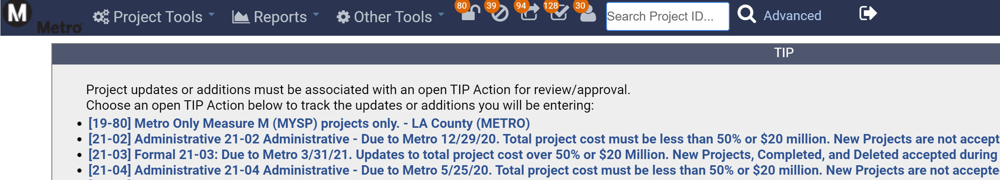 M Metro Project Tools Reports Other Tools 80 39 94 128 30 Search Project ID... Advanced
TIP
Project updates or additions must be associated with an open TIP Action for review/approval.
Choose an open TIP Action below to track the updates or additions you will be entering:
• [19-80] Metro Only Measure M (MYSP) projects only. - LA County (METRO)
• [21-02] Administrative 21-02 Administrative - Due to Metro 12/29/20. Total project cost must be less than 50% or $20 million. New Projects are not accept
• [21-03] Formal 21-03: Due to Metro 3/31/21. Updates to total project cost over 50% or $20 Million. New Projects, Completed, and Deleted accepted during
• [21-04] Administrative 21-04 Administrative - Due to Metro 5/25/20. Total project cost must be less than 50% or $20 million. New Projects are not accepte